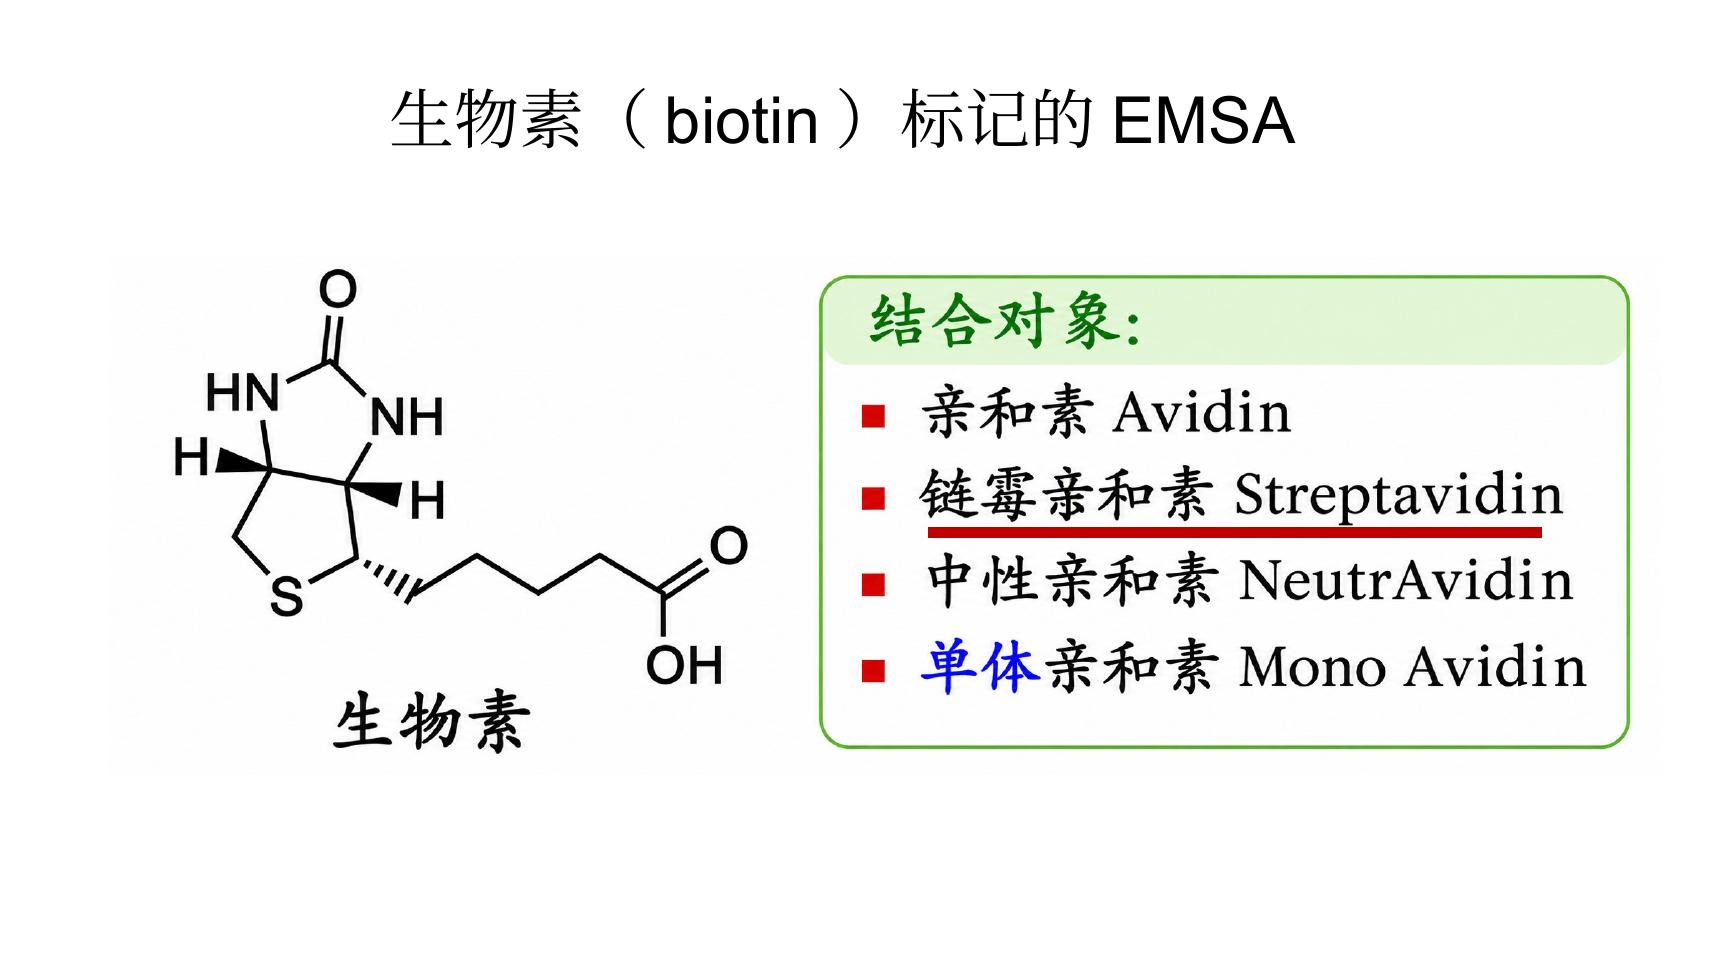 生物素（biotin）标记的 EMSA
O
HN
NH
H
H
S
O
OH
生物素
结合对象：
亲和素 Avidin
链霉亲和素 Streptavidin
中性亲和素 NeutrAvidin
单体亲和素 Mono Avidin